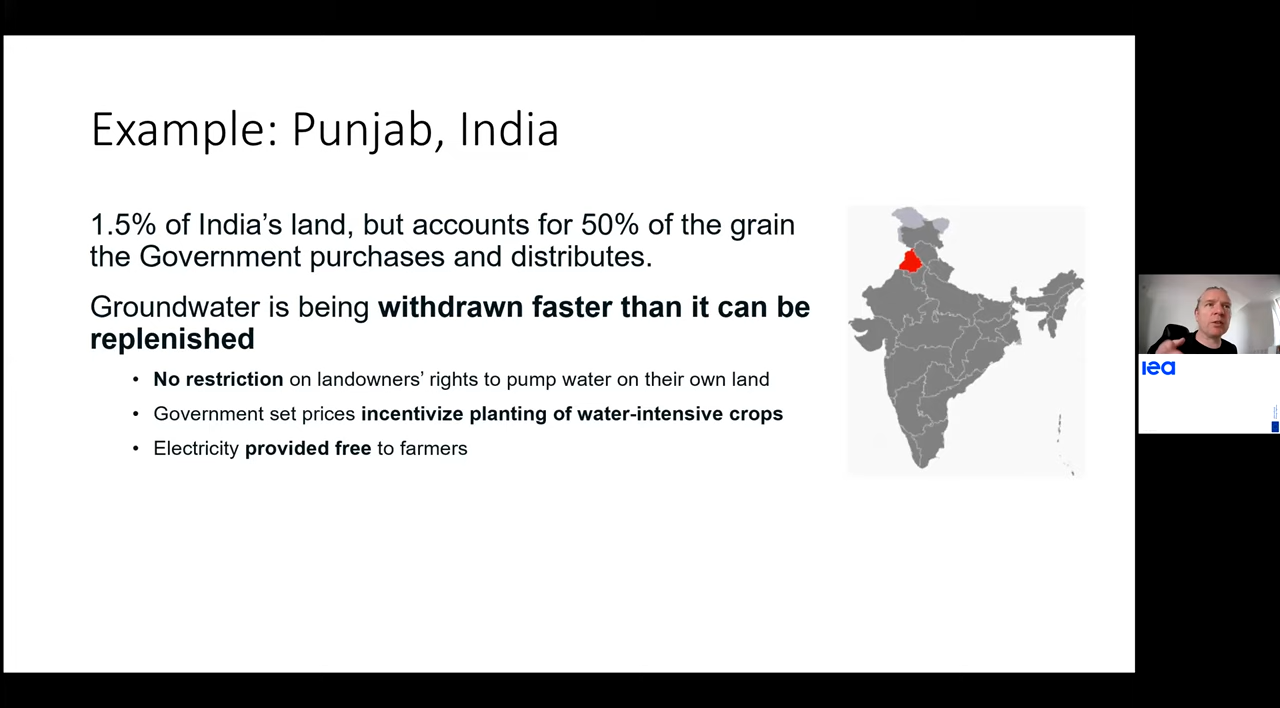 Example: Punjab, India
1.5% of India’s land, but accounts for 50% of the grain
the Government purchases and distributes.
Groundwater is being withdrawn faster than it can be
replenished
• No restriction on landowners’ rights to pump water on their own land
• Government set prices incentivize planting of water-intensive crops
• Electricity provided free to farmers
iea